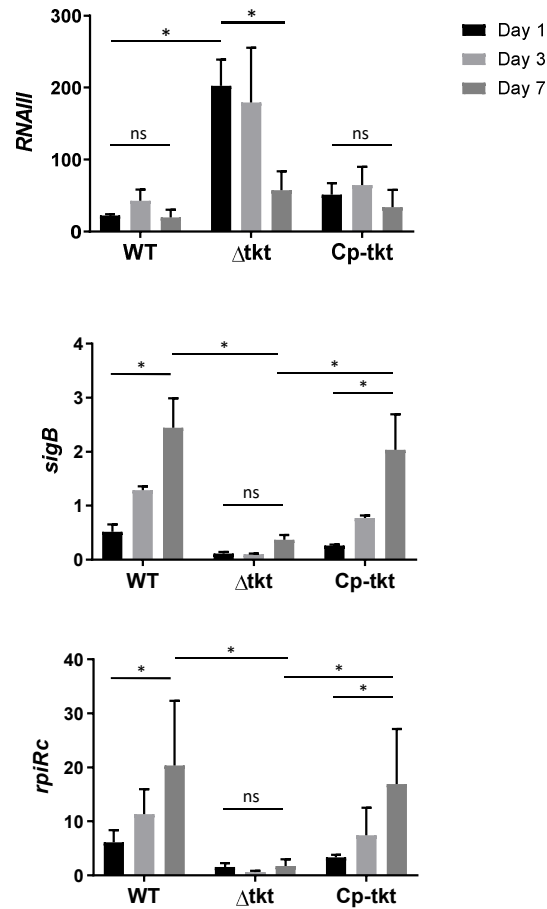 300
200
100
0
RNAIII
*
*
ns
ns
WT
Δtkt
Cp-tkt
Day 1
Day 3
Day 7
4
3
2
1
0
sigB
*
*
*
*
ns
WT
Δtkt
Cp-tkt
40
30
20
10
0
rpiRc
*
*
*
*
ns
WT
Δtkt
Cp-tkt